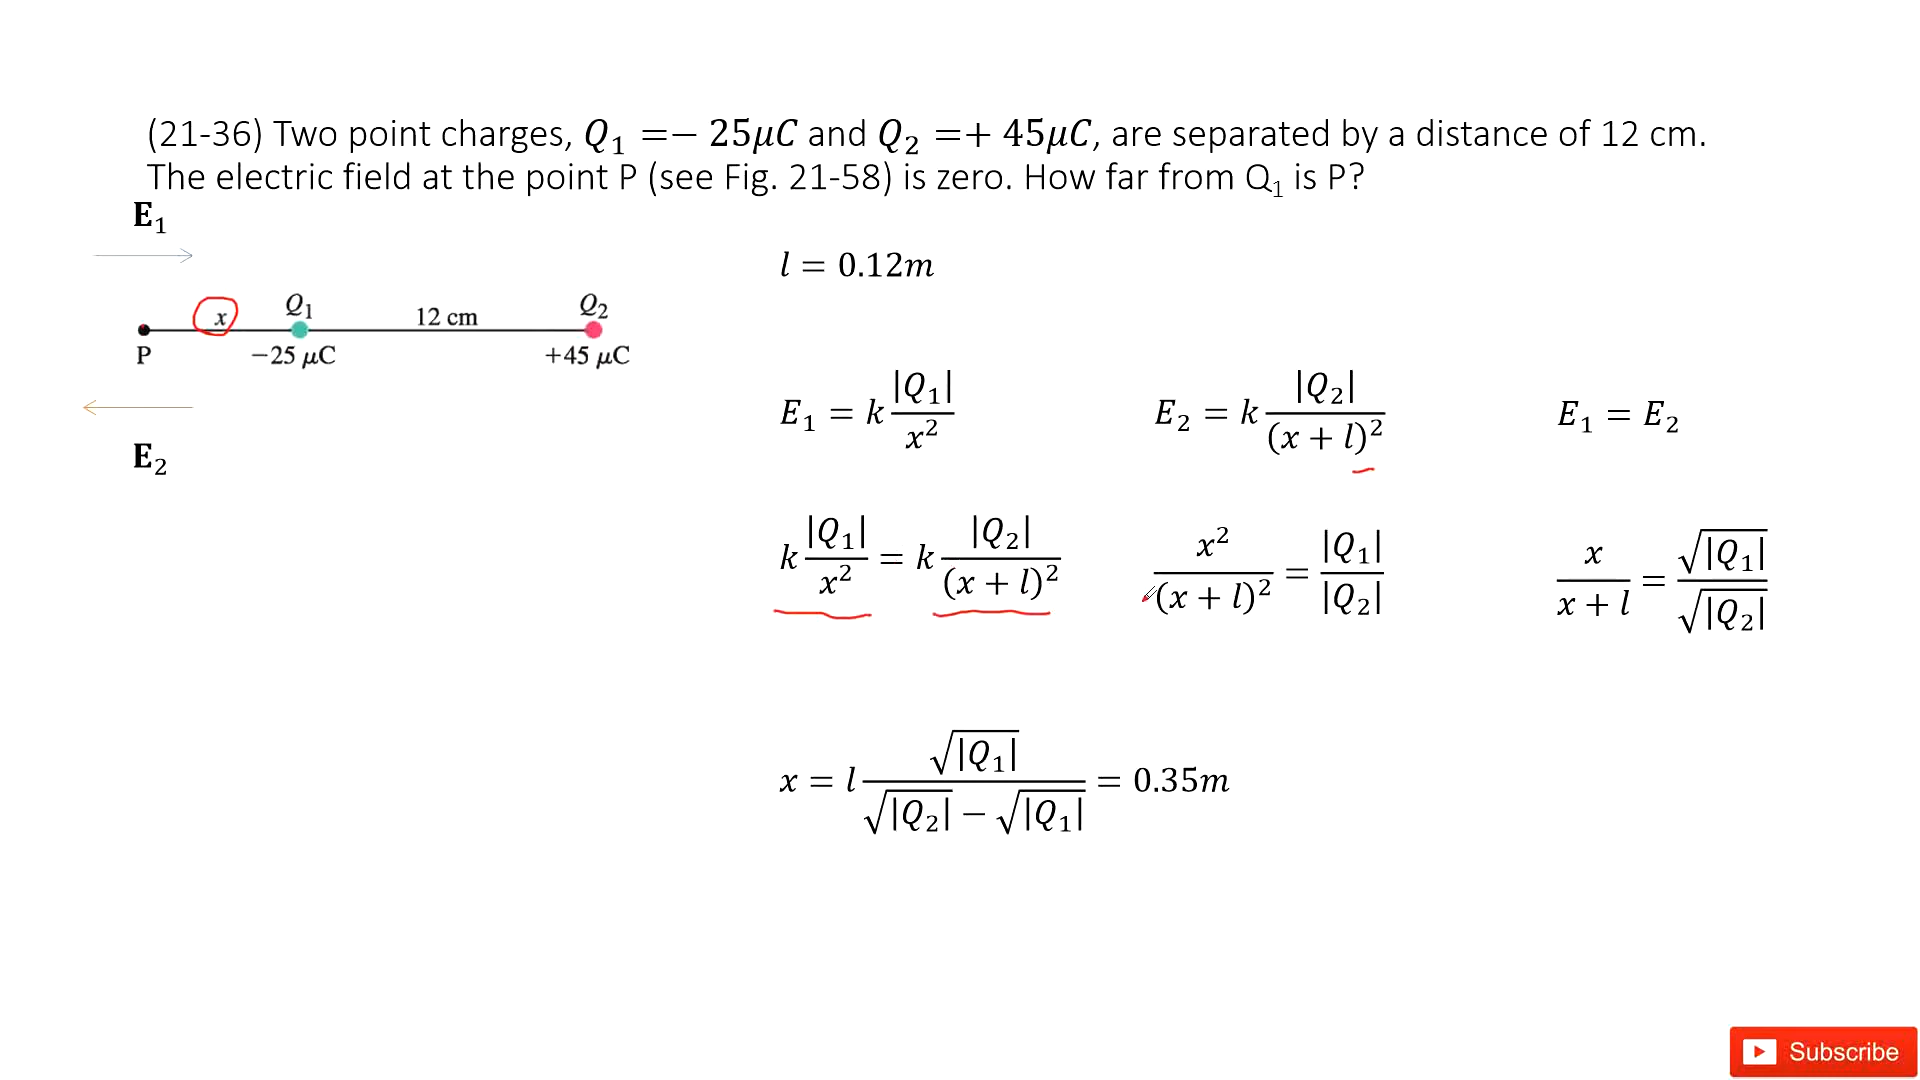 (21-36) Two point charges, Q₁ =− 25μC and Q₂ =+ 45μC, are separated by a distance of 12 cm.
The electric field at the point P (see Fig. 21-58) is zero. How far from Q₁ is P?
E₁
x
Q₁
12 cm
Q₂
P
−25 μC
+45 μC
E₂
l = 0.12m
E₁ = k |Q₁| / x²
E₂ = k |Q₂| / (x + l)²
E₁ = E₂
k |Q₁| / x² = k |Q₂| / (x + l)²
x² / (x + l)² = |Q₁| / |Q₂|
x / (x + l) = √|Q₁| / √|Q₂|
x = l √|Q₁| / (√|Q₂| − √|Q₁|) = 0.35m
Subscribe